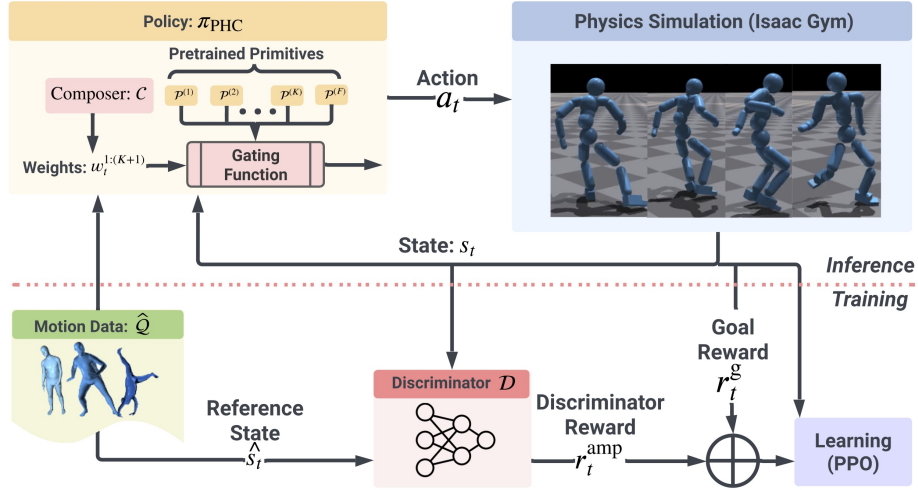 Policy: π_PHC
Physics Simulation (Isaac Gym)
Pretrained Primitives
Composer: 𝒞
𝒫^(1) 𝒫^(2) 𝒫^(K) 𝒫^(F)
Action
a_t
Weights: w_t^{1:(K+1)}
Gating
Function
State: s_t
Inference
Training
Motion Data: 𝒬̂
Goal
Reward
r_t^g
Discriminator 𝒟
Reference
State
ŝ_t
Discriminator
Reward
r_t^amp
Learning
(PPO)